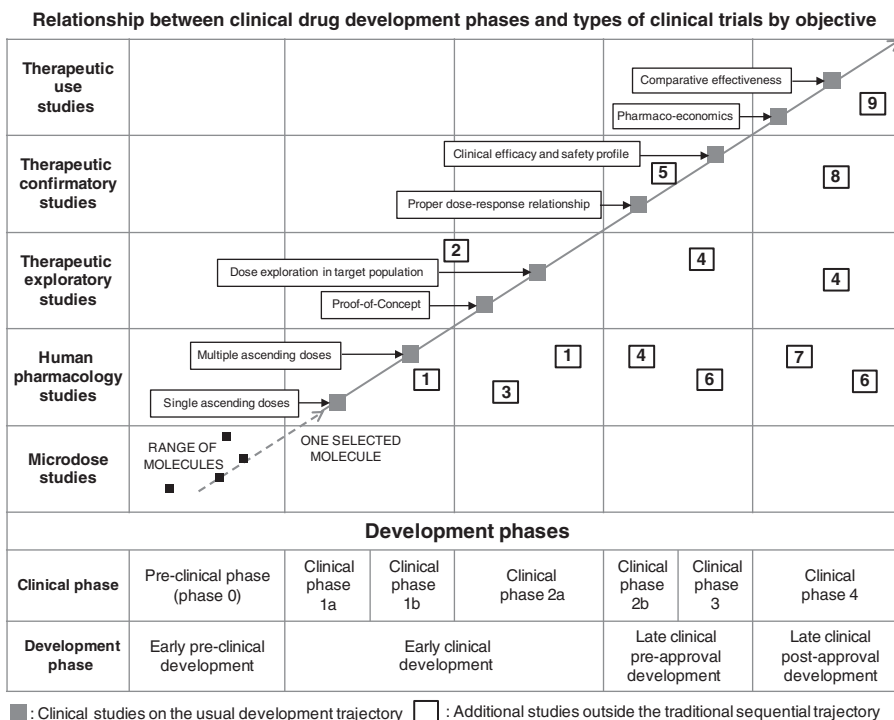 Relationship between clinical drug development phases and types of clinical trials by objective
Therapeutic
use
studies
Comparative effectiveness
9
Pharmaco-economics
Therapeutic
confirmatory
studies
Clinical efficacy and safety profile
5
8
Proper dose-response relationship
Therapeutic
exploratory
studies
2
4
Dose exploration in target population
4
Proof-of-Concept
Human
pharmacology
studies
Multiple ascending doses
1
4
7
1
3
6
6
Single ascending doses
Microdose
studies
RANGE OF
MOLECULES
ONE SELECTED
MOLECULE
Development phases
Clinical phase
Pre-clinical phase
(phase 0)
Clinical
phase
1a
Clinical
phase
1b
Clinical
phase 2a
Clinical
phase
2b
Clinical
phase
3
Clinical
phase 4
Development
phase
Early pre-clinical
development
Early clinical
development
Late clinical
pre-approval
development
Late clinical
post-approval
development
: Clinical studies on the usual development trajectory
: Additional studies outside the traditional sequential trajectory